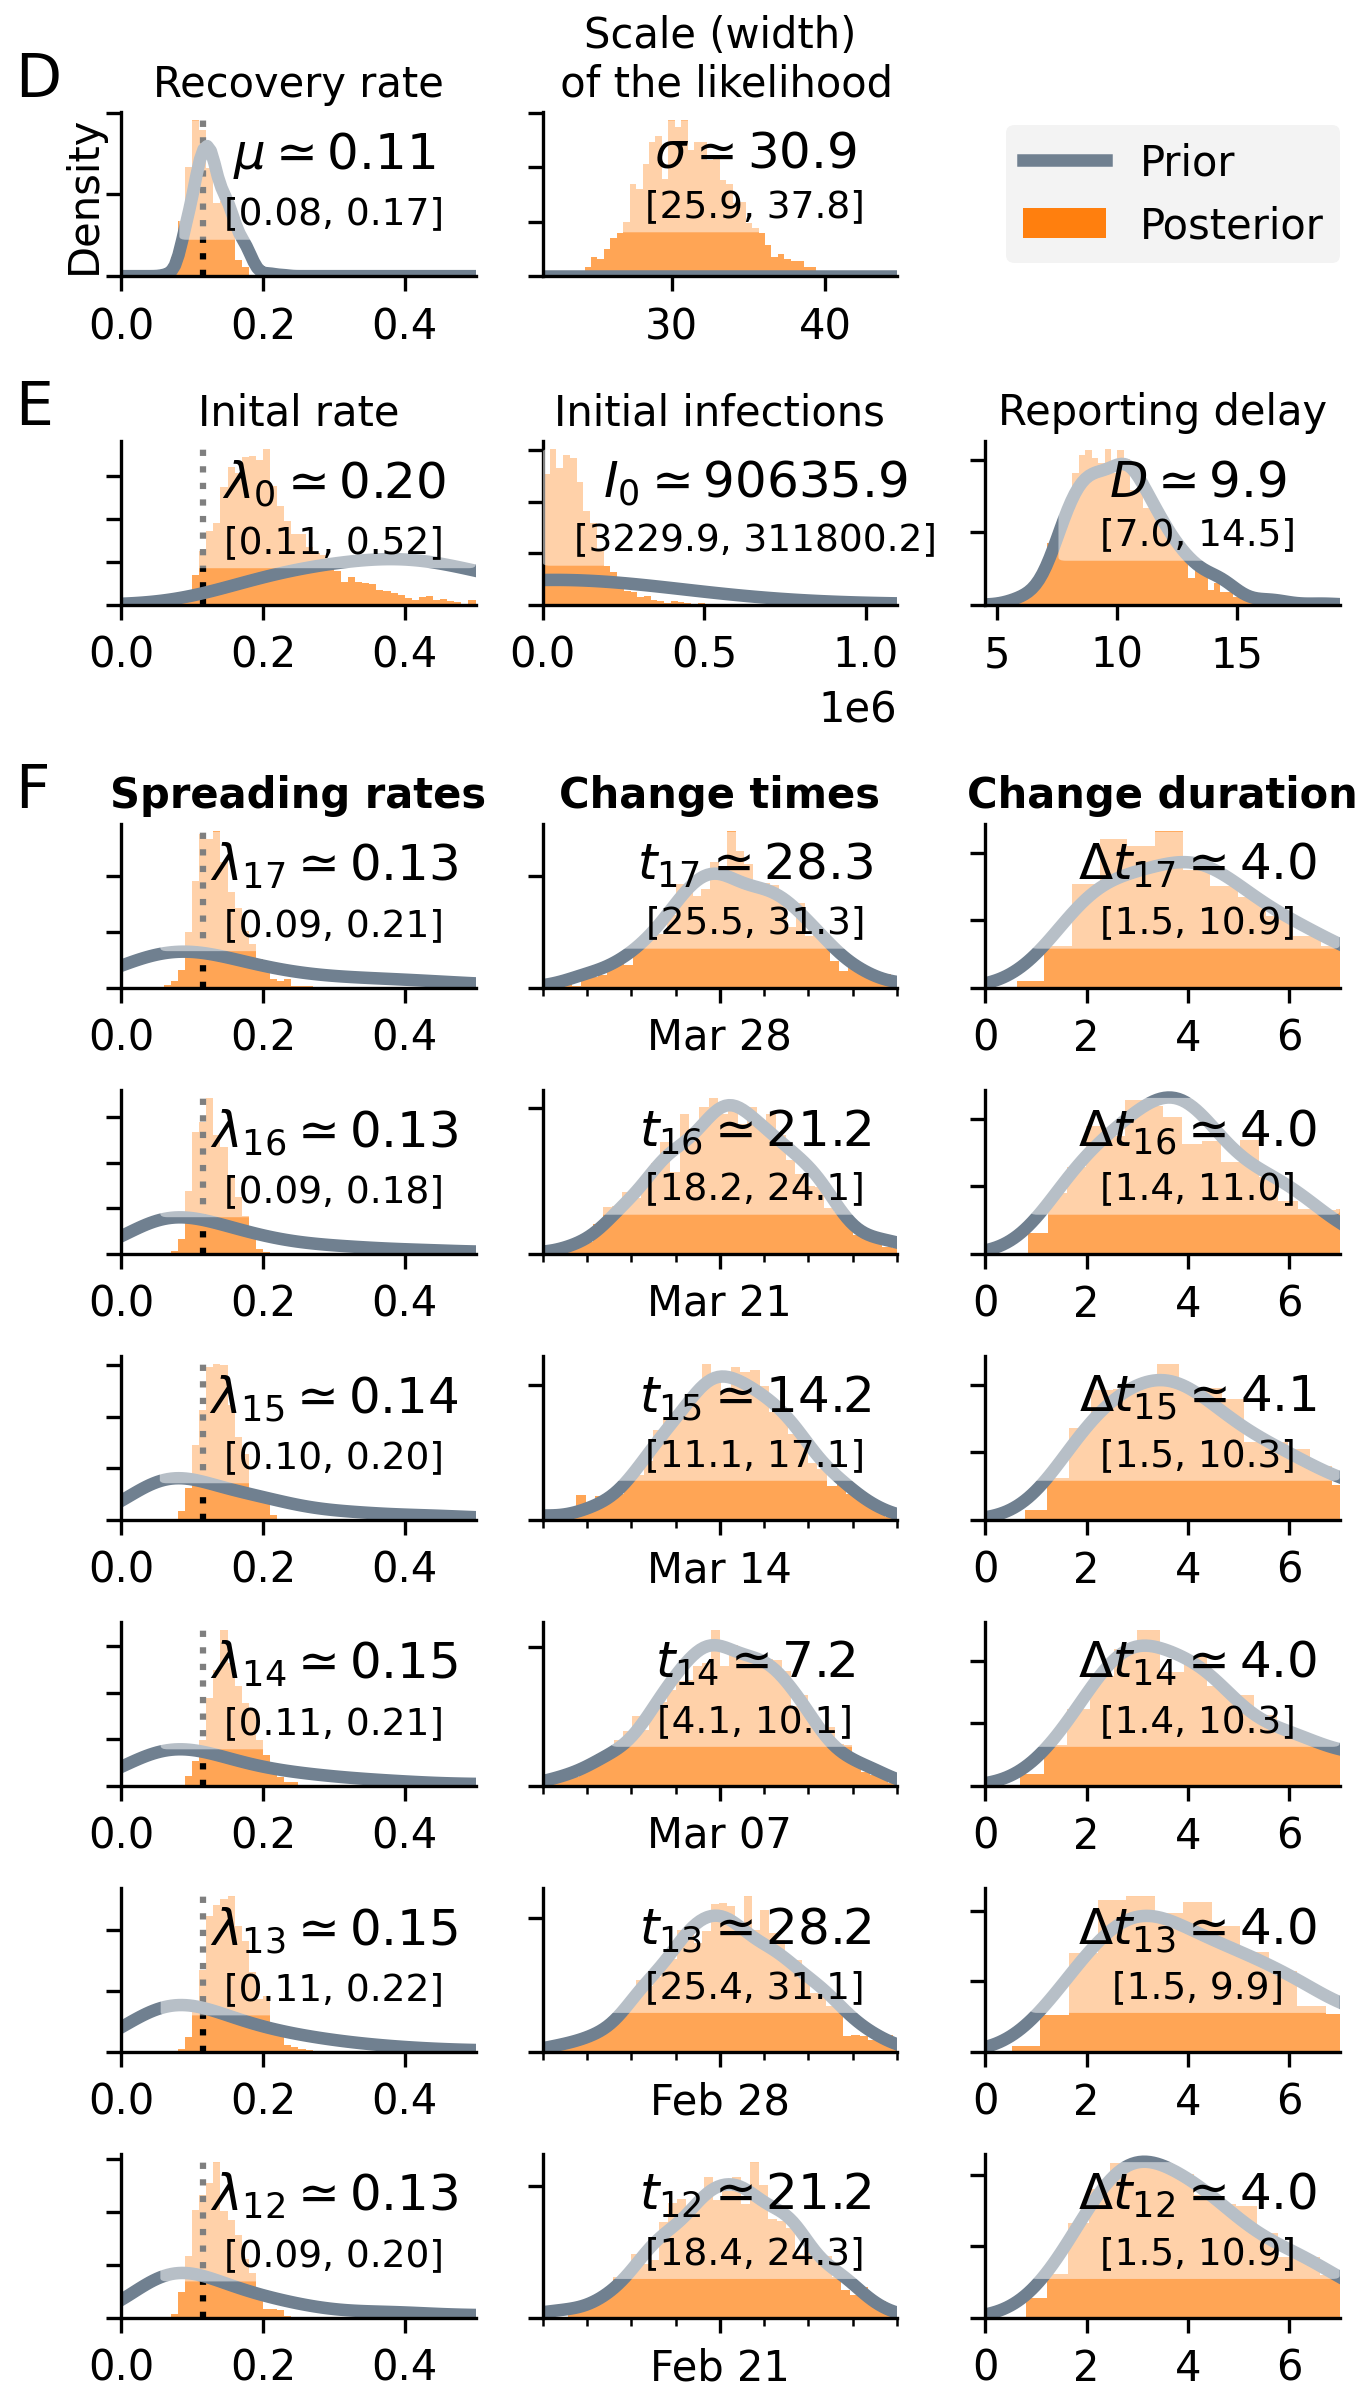 D
Recovery rate
Density
μ ≃ 0.11
[0.08, 0.17]
0.0 0.2 0.4
Scale (width)
of the likelihood
σ ≃ 30.9
[25.9, 37.8]
30 40
Prior
Posterior
E
Inital rate
λ₀ ≃ 0.20
[0.11, 0.52]
0.0 0.2 0.4
Initial infections
I₀ ≃ 90635.9
[3229.9, 311800.2]
0.0 0.5 1.0
1e6
Reporting delay
D ≃ 9.9
[7.0, 14.5]
5 10 15
F
Spreading rates
Change times
Change duration
λ₁₇ ≃ 0.13
[0.09, 0.21]
0.0 0.2 0.4
t₁₇ ≃ 28.3
[25.5, 31.3]
Mar 28
Δt₁₇ ≃ 4.0
[1.5, 10.9]
0 2 4 6
λ₁₆ ≃ 0.13
[0.09, 0.18]
0.0 0.2 0.4
t₁₆ ≃ 21.2
[18.2, 24.1]
Mar 21
Δt₁₆ ≃ 4.0
[1.4, 11.0]
0 2 4 6
λ₁₅ ≃ 0.14
[0.10, 0.20]
0.0 0.2 0.4
t₁₅ ≃ 14.2
[11.1, 17.1]
Mar 14
Δt₁₅ ≃ 4.1
[1.5, 10.3]
0 2 4 6
λ₁₄ ≃ 0.15
[0.11, 0.21]
0.0 0.2 0.4
t₁₄ ≃ 7.2
[4.1, 10.1]
Mar 07
Δt₁₄ ≃ 4.0
[1.4, 10.3]
0 2 4 6
λ₁₃ ≃ 0.15
[0.11, 0.22]
0.0 0.2 0.4
t₁₃ ≃ 28.2
[25.4, 31.1]
Feb 28
Δt₁₃ ≃ 4.0
[1.5, 9.9]
0 2 4 6
λ₁₂ ≃ 0.13
[0.09, 0.20]
0.0 0.2 0.4
t₁₂ ≃ 21.2
[18.4, 24.3]
Feb 21
Δt₁₂ ≃ 4.0
[1.5, 10.9]
0 2 4 6